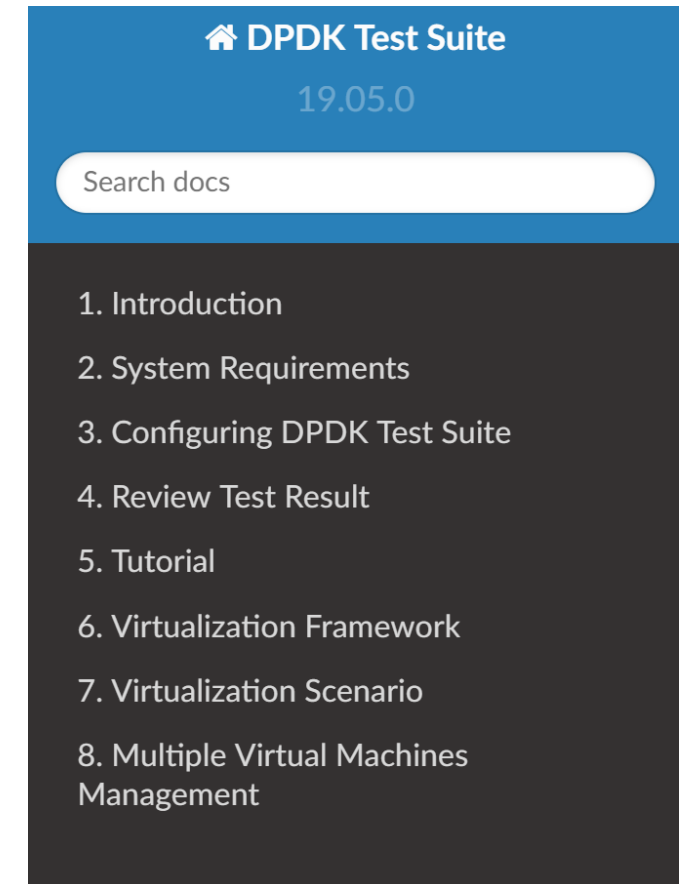 DPDK Test Suite
19.05.0
Search docs
1. Introduction
2. System Requirements
3. Configuring DPDK Test Suite
4. Review Test Result
5. Tutorial
6. Virtualization Framework
7. Virtualization Scenario
8. Multiple Virtual Machines
Management